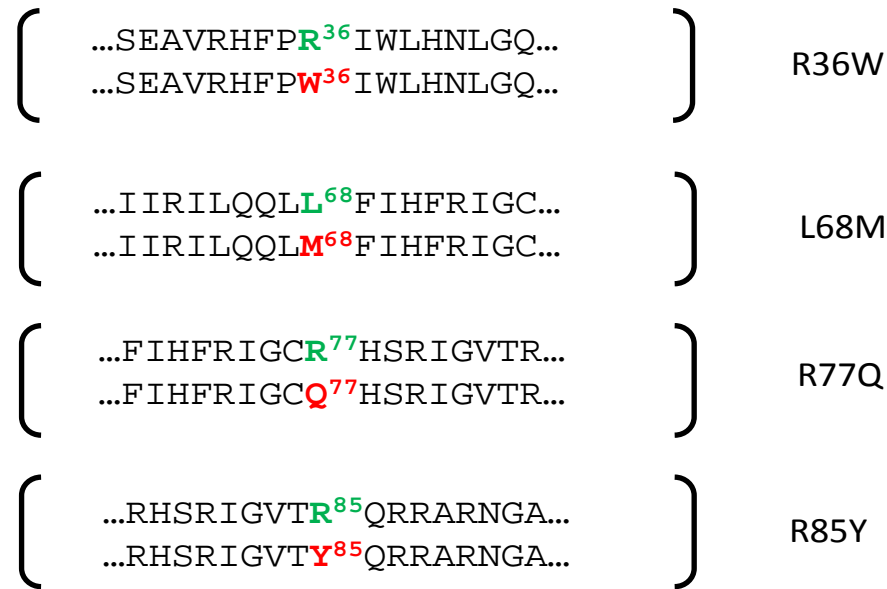 ...SEAVRHFPR³⁶IWLHNLGQ...
...SEAVRHFPW³⁶IWLHNLGQ...
R36W
...IIRILQQLL⁶⁸FIHFRIGC...
...IIRILQQLM⁶⁸FIHFRIGC...
L68M
...FIHFRIGCR⁷⁷HSRIGVTR...
...FIHFRIGCQ⁷⁷HSRIGVTR...
R77Q
...RHSRIGVTR⁸⁵QRRARNGA...
...RHSRIGVTY⁸⁵QRRARNGA...
R85Y